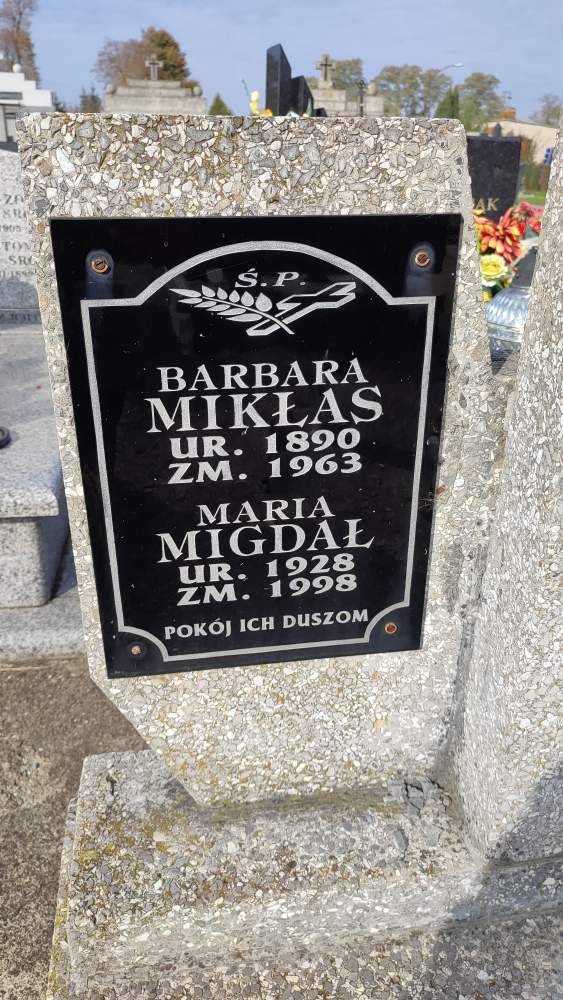 Ś.P.
BARBARA
MIKŁAS
UR. 1890
ZM. 1963
MARIA
MIGDAŁ
UR. 1928
ZM. 1998
POKÓJ ICH DUSZOM